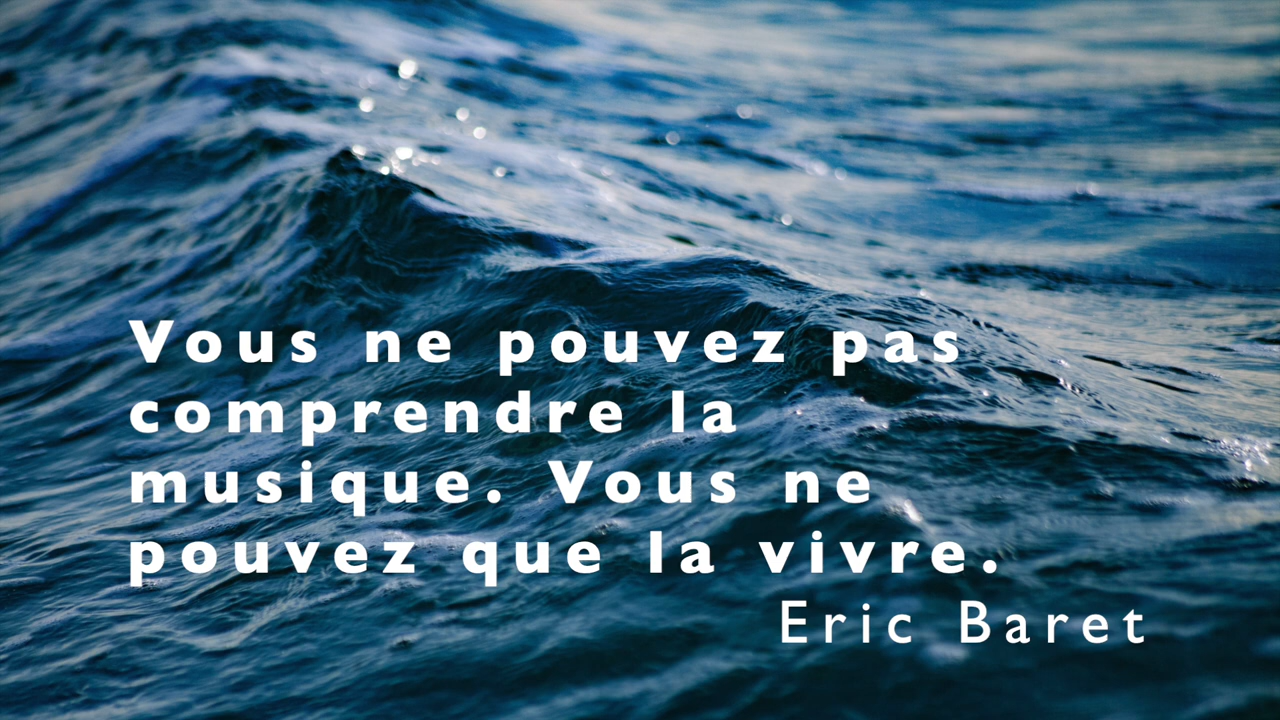 Vous ne pouvez pas
comprendre la
musique. Vous ne
pouvez que la vivre.
Eric Baret